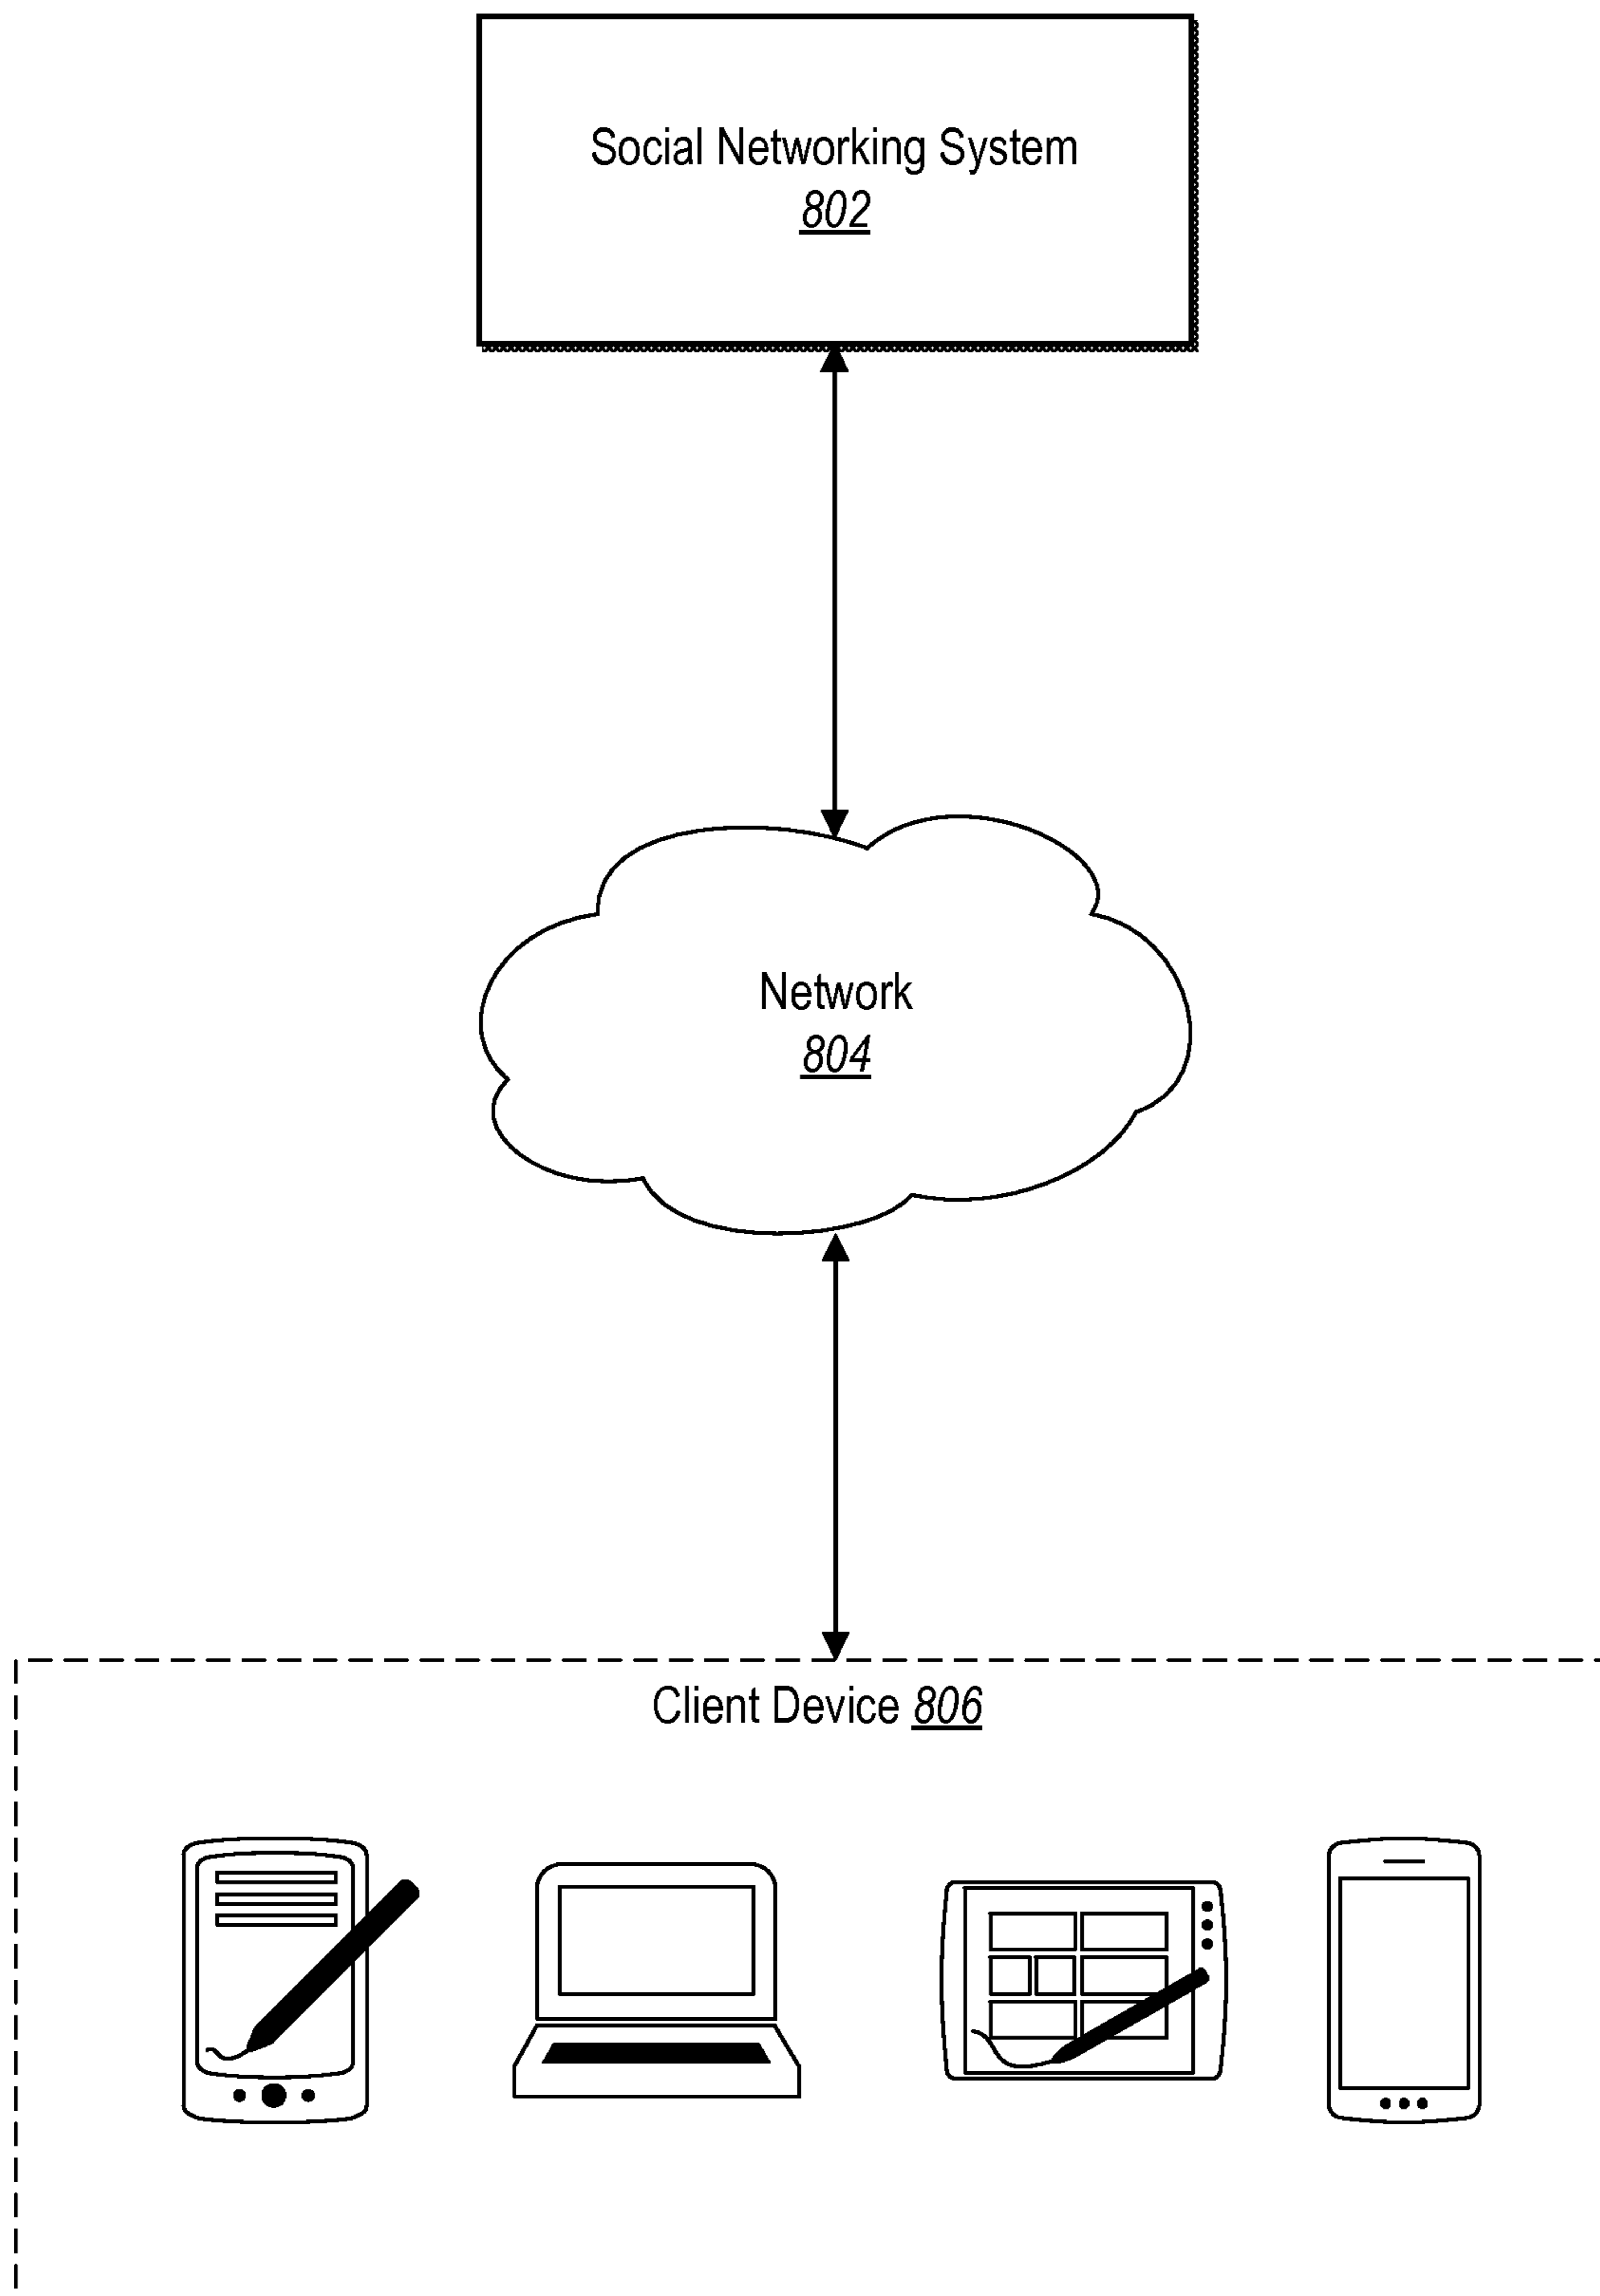 Social Networking System
802
Network
804
Client Device 806